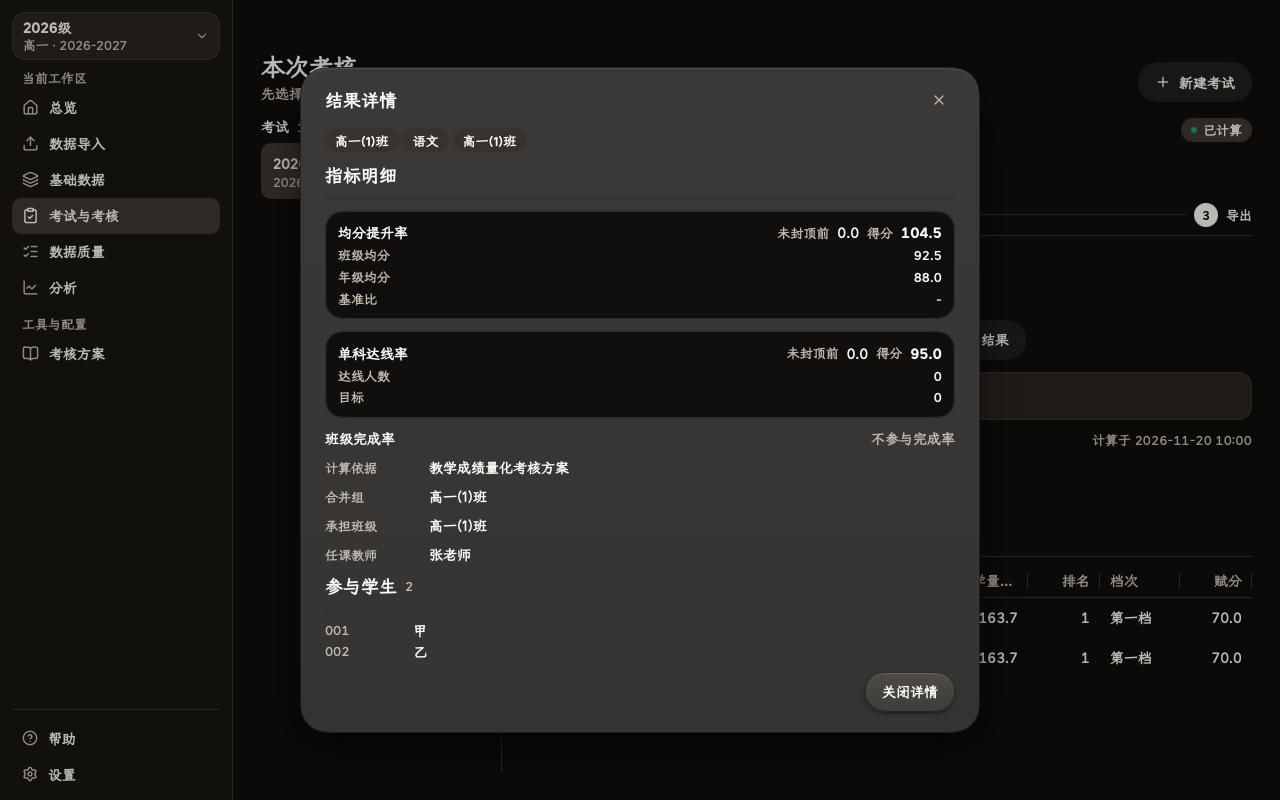 2026级
高一 · 2026-2027
当前工作区
总览
数据导入
基础数据
考试与考核
数据质量
分析
工具与配置
考核方案
帮助
设置
本次考核
先选择
考试
新建考试
已计算
3 导出
结果
计算于 2026-11-20 10:00
排名 档次 赋分
163.7 1 第一档 70.0
163.7 1 第一档 70.0
结果详情
高一(1)班 语文 高一(1)班
指标明细
均分提升率 未封顶前 0.0 得分 104.5
班级均分 92.5
年级均分 88.0
基准比 -
单科达线率 未封顶前 0.0 得分 95.0
达线人数 0
目标 0
班级完成率 不参与完成率
计算依据 教学成绩量化考核方案
合并组 高一(1)班
承担班级 高一(1)班
任课教师 张老师
参与学生 2
001 甲
002 乙
关闭详情